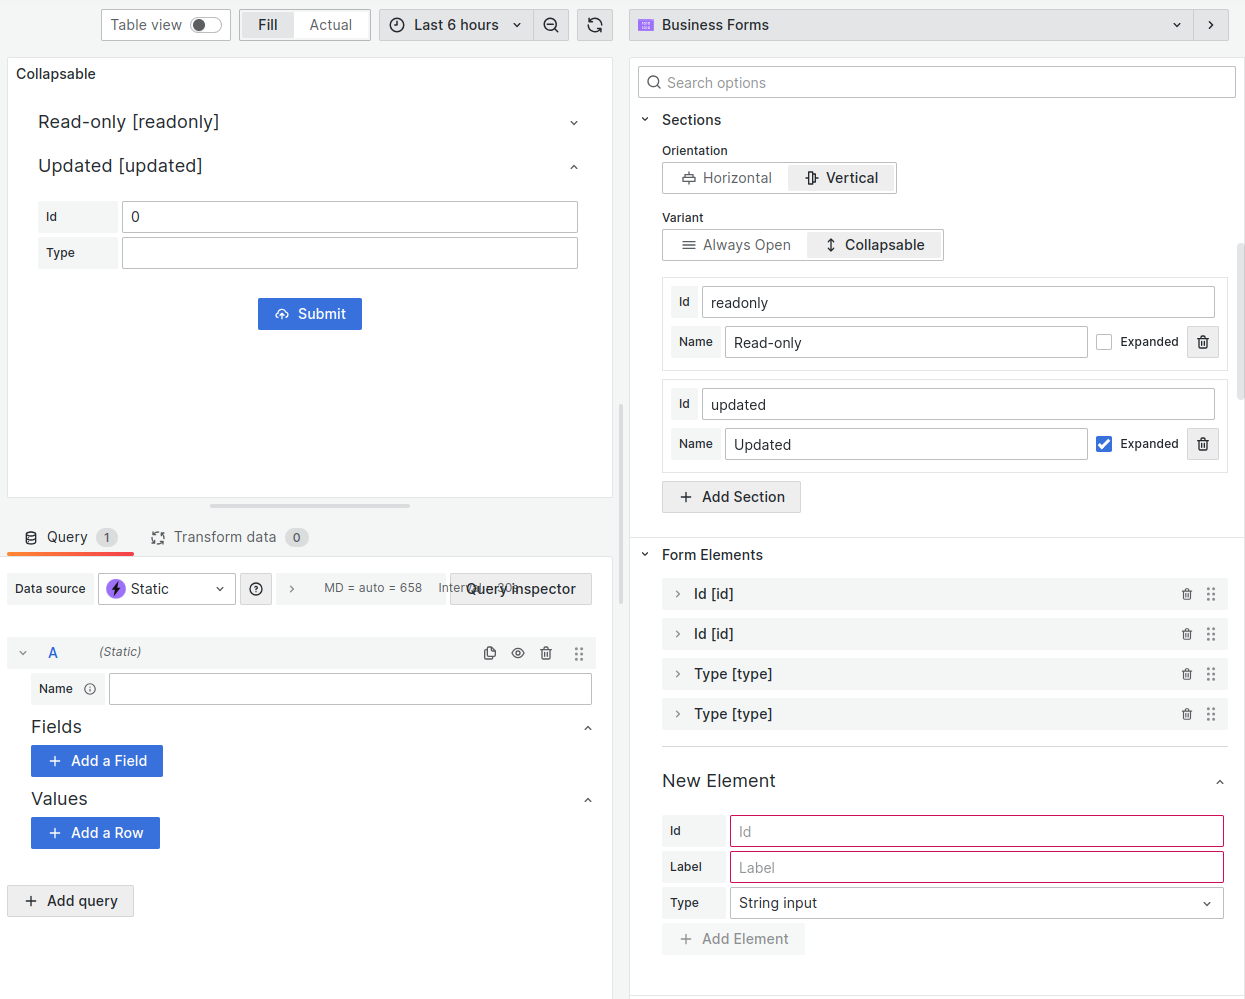 Table view
Fill
Actual
Last 6 hours
Business Forms
Collapsable
Read-only [readonly]
Updated [updated]
Id
0
Type
Submit
Search options
Sections
Orientation
Horizontal
Vertical
Variant
Always Open
Collapsable
Id
readonly
Name
Read-only
Expanded
Id
updated
Name
Updated
Expanded
Add Section
Form Elements
Id [id]
Id [id]
Type [type]
Type [type]
New Element
Id
Id
Label
Label
Type
String input
Add Element
Query 1
Transform data 0
Data source
Static
MD = auto = 658
Interval = 30s
Query inspector
A
(Static)
Name
Fields
Add a Field
Values
Add a Row
Add query